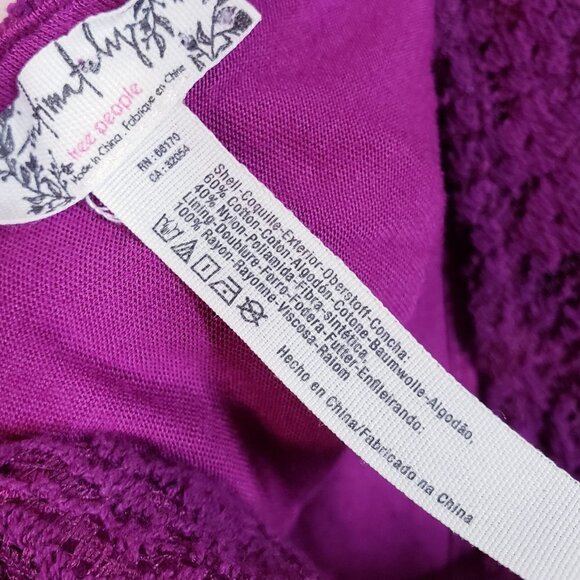 intimately
free people
Made in China . Fabriqué en Chine
RN : 66170
CA : 32054
Shell-Coquille-Exterior-Oberstoff-Concha:
60% Cotton-Coton-Algodón-Cotone-Baumwolle-Algodão,
40% Nylon-Poliamida-Fibra-sintética,
Lining-Doublure-Forro-Fodera-Futter-Enfileirando:
100% Rayon-Rayonne-Viscosa-Raiom
Hecho en China/Fabricado na China